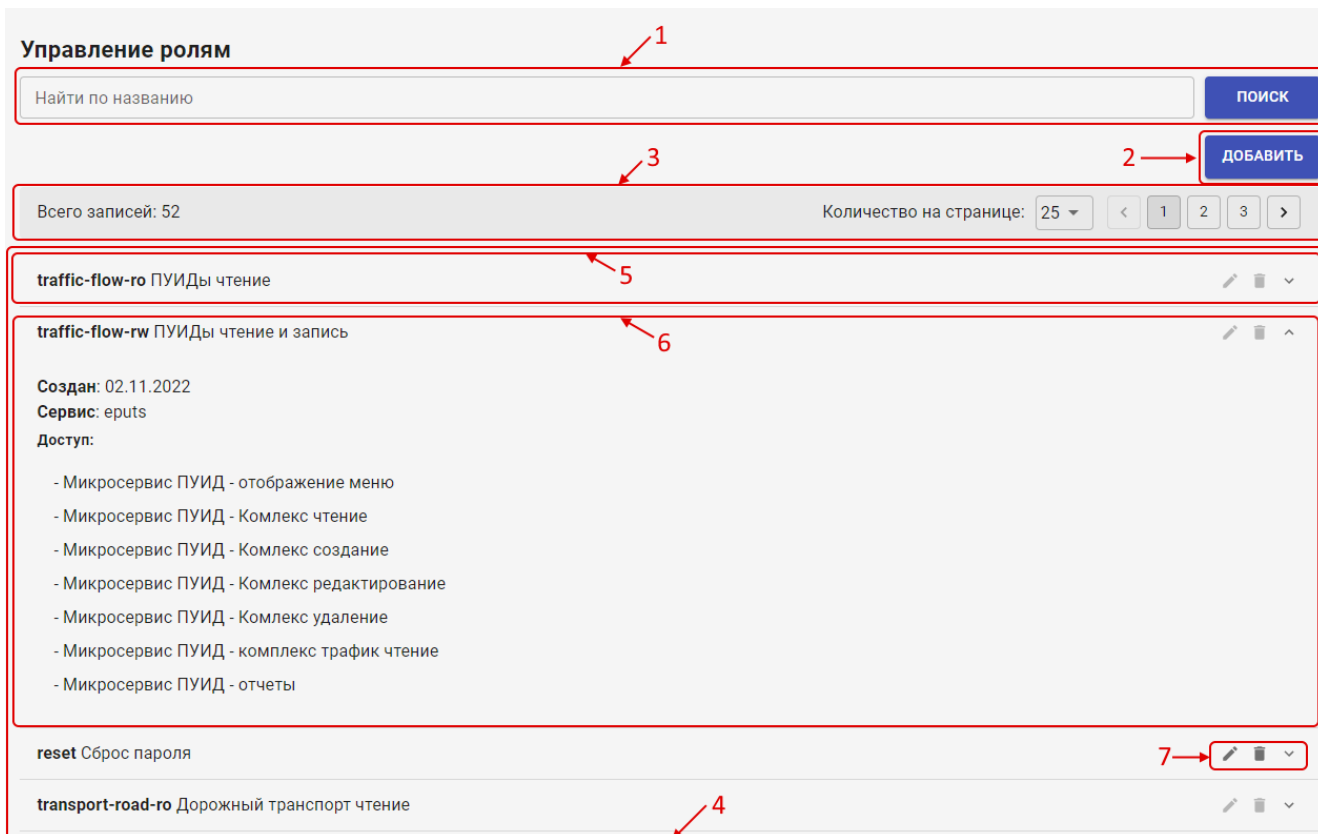 1
Управление ролям
Найти по названию ПОИСК
2 ДОБАВИТЬ
3
Всего записей: 52 Количество на странице: 25 1 2 3
traffic-flow-ro ПУИДы чтение
5
traffic-flow-rw ПУИДы чтение и запись
6
Создан: 02.11.2022
Сервис: eputs
Доступ:
- Микросервис ПУИД - отображение меню
- Микросервис ПУИД - Комлекс чтение
- Микросервис ПУИД - Комлекс создание
- Микросервис ПУИД - Комлекс редактирование
- Микросервис ПУИД - Комлекс удаление
- Микросервис ПУИД - комплекс трафик чтение
- Микросервис ПУИД - отчеты
reset Сброс пароля 7
transport-road-ro Дорожный транспорт чтение 4